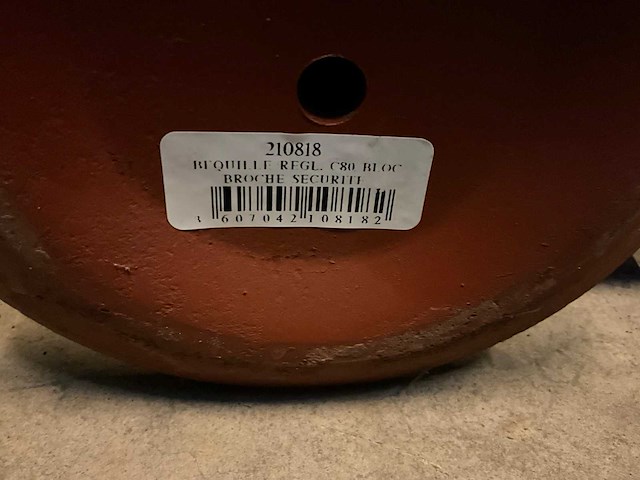 210818
BEQUILLE REGL. C80 BLOC
BROCHE SECURITE
3 607042 108182